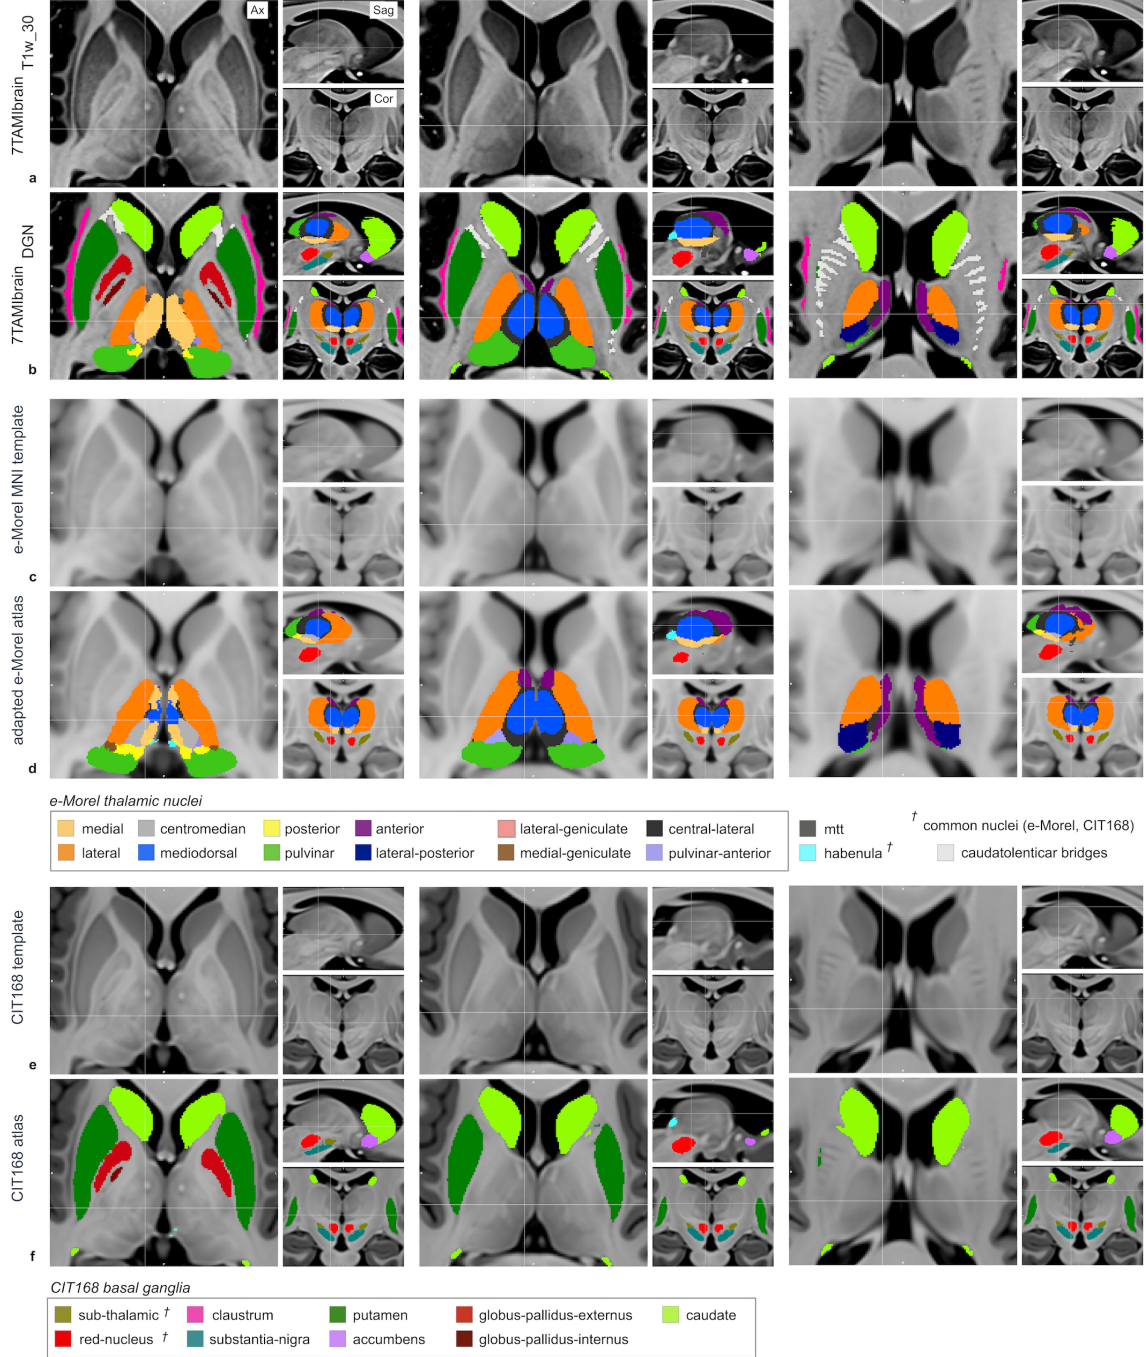 7TAMIbrain
T1w_30
Ax
Sag
Cor
a
7TAMIbrain
DGN
b
e-Morel MNI template
c
adapted e-Morel atlas
d
e-Morel thalamic nuclei
medial
centromedian
posterior
anterior
lateral-geniculate
central-lateral
lateral
mediodorsal
pulvinar
lateral-posterior
medial-geniculate
pulvinar-anterior
mtt
† common nuclei (e-Morel, CIT168)
habenula †
caudatolenticar bridges
CIT168 template
e
CIT168 atlas
f
CIT168 basal ganglia
sub-thalamic †
claustrum
putamen
globus-pallidus-externus
caudate
red-nucleus †
substantia-nigra
accumbens
globus-pallidus-internus